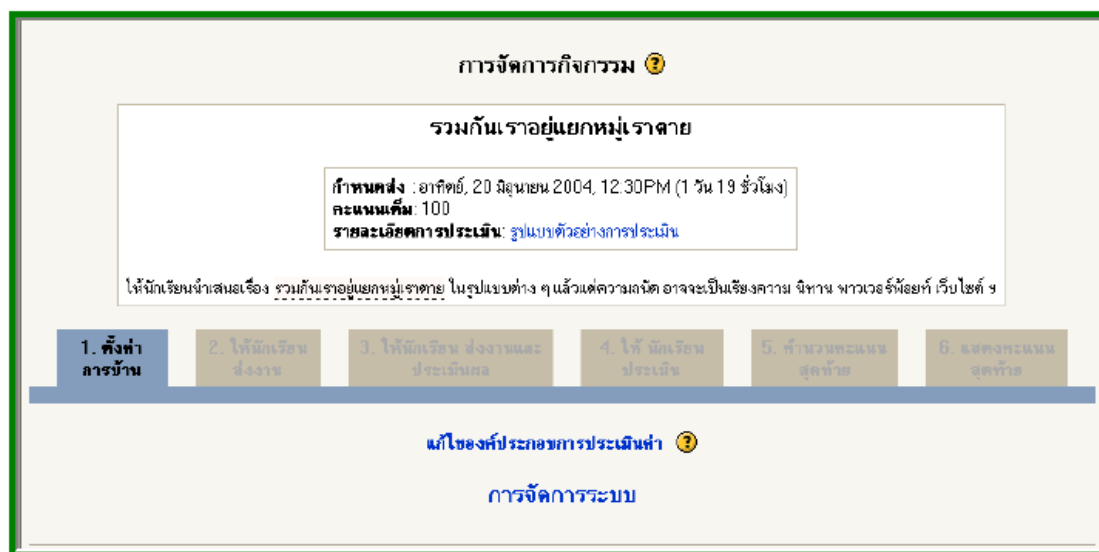 การจัดการกิจกรรม
รวมกันเราอยู่แยกหมู่เราตาย
กำหนดส่ง : อาทิตย์, 20 มิถุนายน 2004, 12.30PM (1 วัน 19 ชั่วโมง)
คะแนนเต็ม: 100
รายละเอียดการประเมิน: รูปแบบตัวอย่างการประเมิน
ให้นักเรียนนำเสนอเรื่อง รวมกันเราอยู่แยกหมู่เราตาย ในรูปแบบต่าง ๆ แล้วแต่ความถนัด อาจจะเป็นเรียงความ นิทาน พาวเวอร์พ้อยท์ เว็บไซต์ ฯ
1. ตั้งค่า การบ้าน
2. ให้นักเรียน ส่งงาน
3. ให้นักเรียน ส่งงานและ ประเมินผล
4. ให้ นักเรียน ประเมิน
5. คำนวนคะแนน สุดท้าย
6. แสดงคะแนน สุดท้าย
แก้ไของค์ประกอบการประเมินค่า
การจัดการระบบ